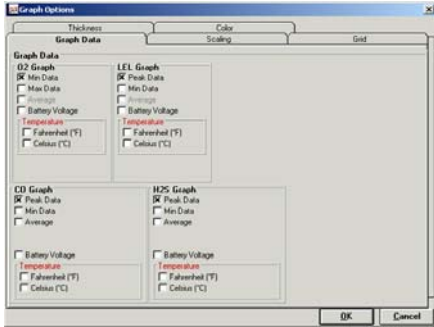 Graph Options
Thickness Color
Graph Data Scaling Grid
Graph Data
O2 Graph
Min Data
Max Data
Average
Battery Voltage
Temperature
Fahrenheit (°F)
Celsius (°C)
LEL Graph
Peak Data
Min Data
Average
Battery Voltage
Temperature
Fahrenheit (°F)
Celsius (°C)
CO Graph
Peak Data
Min Data
Average
Battery Voltage
Temperature
Fahrenheit (°F)
Celsius (°C)
H2S Graph
Peak Data
Min Data
Average
Battery Voltage
Temperature
Fahrenheit (°F)
Celsius (°C)
OK Cancel